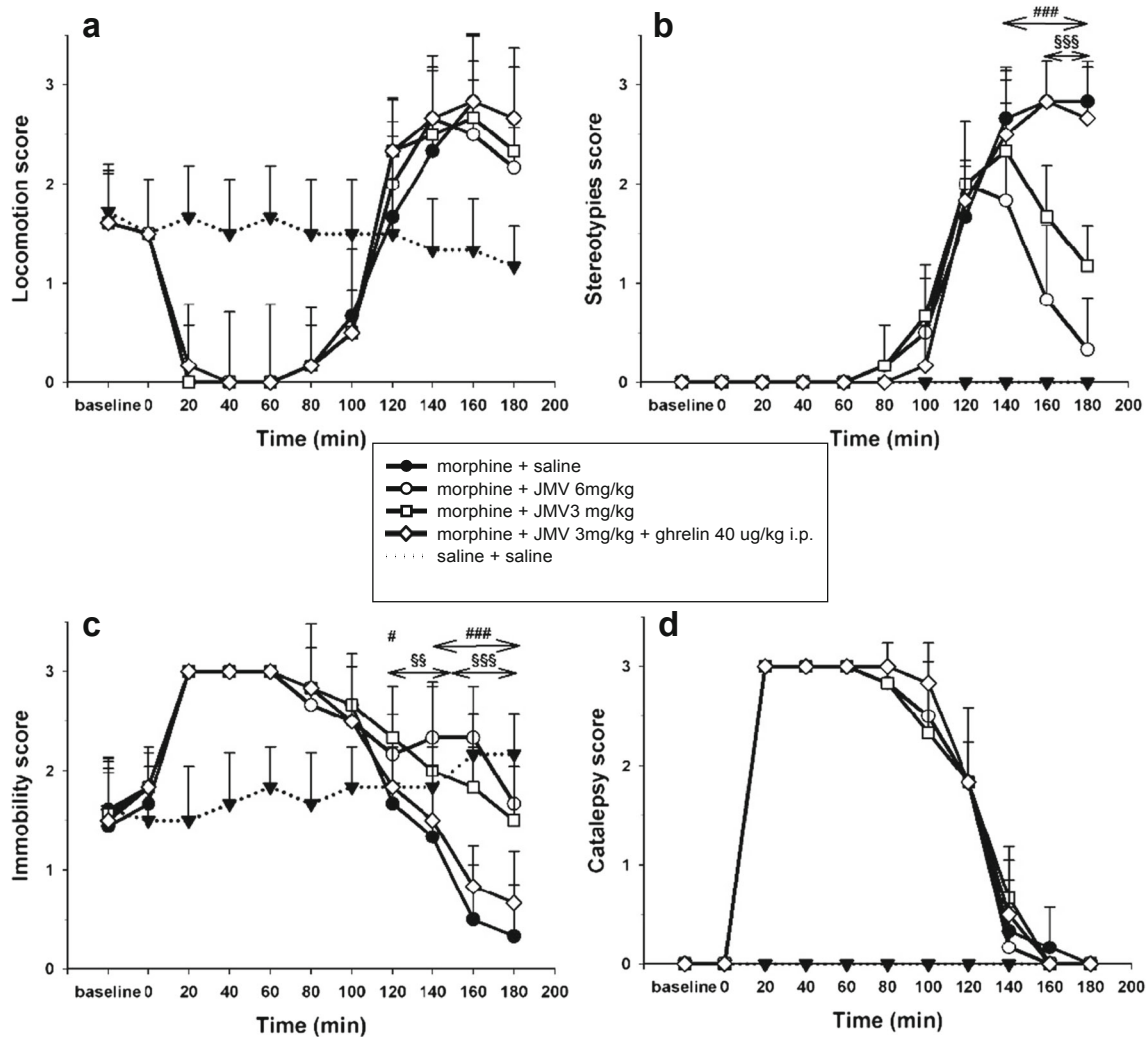 a
Locomotion score
3
2
1
0
baseline 0 20 40 60 80 100 120 140 160 180 200
Time (min)
b
###
§§§
Stereotypies score
3
2
1
0
baseline 0 20 40 60 80 100 120 140 160 180 200
Time (min)
morphine + saline
morphine + JMV 6mg/kg
morphine + JMV3 mg/kg
morphine + JMV 3mg/kg + ghrelin 40 ug/kg i.p.
saline + saline
c
# ###
§§ §§§
Immobility score
3
2
1
0
baseline 0 20 40 60 80 100 120 140 160 180 200
Time (min)
d
Catalepsy score
3
2
1
0
baseline 0 20 40 60 80 100 120 140 160 180 200
Time (min)